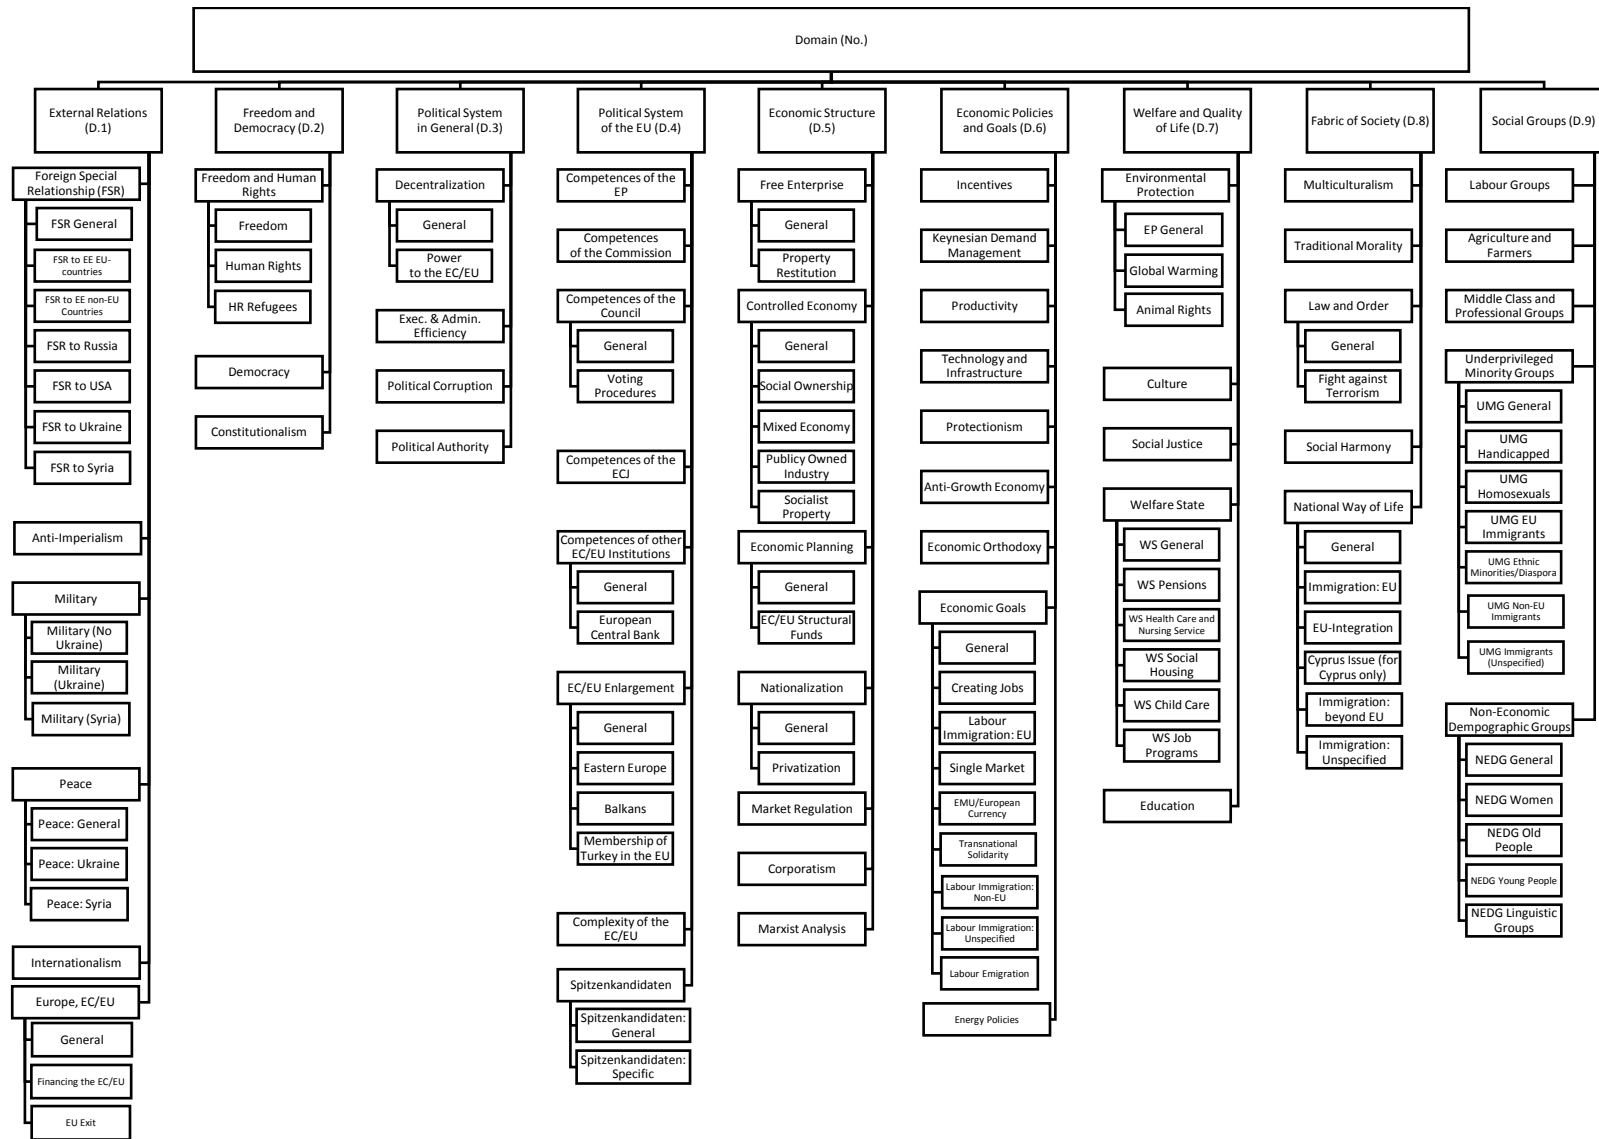 Domain (No.)
External Relations
(D.1)
Foreign Special
Relationship (FSR)
FSR General
FSR to EE EU-
countries
FSR to EE non-EU
Countries
FSR to Russia
FSR to USA
FSR to Ukraine
FSR to Syria
Anti-Imperialism
Military
Military (No
Ukraine)
Military
(Ukraine)
Military (Syria)
Peace
Peace: General
Peace: Ukraine
Peace: Syria
Internationalism
Europe, EC/EU
General
Financing the EC/EU
EU Exit
Freedom and
Democracy (D.2)
Freedom and Human
Rights
Freedom
Human Rights
HR Refugees
Democracy
Constitutionalism
Political System
in General (D.3)
Decentralization
General
Power
to the EC/EU
Exec. & Admin.
Efficiency
Political Corruption
Political Authority
Political System
of the EU (D.4)
Competences of the
EP
Competences
of the Commission
Competences of the
Council
General
Voting
Procedures
Competences of the
ECJ
Competences of other
EC/EU Institutions
General
European
Central Bank
EC/EU Enlargement
General
Eastern Europe
Balkans
Membership of
Turkey in the EU
Complexity of the
EC/EU
Spitzenkandidaten
Spitzenkandidaten:
General
Spitzenkandidaten:
Specific
Economic Structure
(D.5)
Free Enterprise
General
Property
Restitution
Controlled Economy
General
Social Ownership
Mixed Economy
Publicy Owned
Industry
Socialist
Property
Economic Planning
General
EC/EU Structural
Funds
Nationalization
General
Privatization
Market Regulation
Corporatism
Marxist Analysis
Economic Policies
and Goals (D.6)
Incentives
Keynesian Demand
Management
Productivity
Technology and
Infrastructure
Protectionism
Anti-Growth Economy
Economic Orthodoxy
Economic Goals
General
Creating Jobs
Labour
Immigration: EU
Single Market
EMU/European
Currency
Transnational
Solidarity
Labour Immigration:
Non-EU
Labour Immigration:
Unspecified
Labour Emigration
Energy Policies
Welfare and Quality
of Life (D.7)
Environmental
Protection
EP General
Global Warming
Animal Rights
Culture
Social Justice
Welfare State
WS General
WS Pensions
WS Health Care and
Nursing Service
WS Social
Housing
WS Child Care
WS Job
Programs
Education
Fabric of Society (D.8)
Multiculturalism
Traditional Morality
Law and Order
General
Fight against
Terrorism
Social Harmony
National Way of Life
General
Immigration: EU
EU-Integration
Cyprus Issue (for
Cyprus only)
Immigration:
beyond EU
Immigration:
Unspecified
Social Groups (D.9)
Labour Groups
Agriculture and
Farmers
Middle Class and
Professional Groups
Underprivileged
Minority Groups
UMG General
UMG
Handicapped
UMG
Homosexuals
UMG EU
Immigrants
UMG Ethnic
Minorities/Diaspora
UMG Non-EU
Immigrants
UMG Immigrants
(Unspecified)
Non-Economic
Dempographic Groups
NEDG General
NEDG Women
NEDG Old
People
NEDG Young People
NEDG Linguistic
Groups